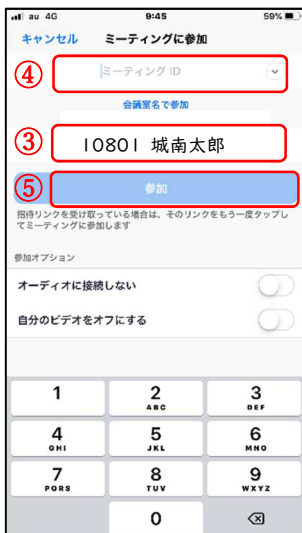 au 4G 9:45 59%
キャンセル ミーティングに参加
④ ミーティング ID
会議室名で参加
③ 10801 城南太郎
⑤ 参加
招待リンクを受け取っている場合は、そのリンクをもう一度タップし
てミーティングに参加します
参加オプション
オーディオに接続しない
自分のビデオをオフにする
1 2 3
ABC DEF
4 5 6
GHI JKL MNO
7 8 9
PQRS TUV WXYZ
0